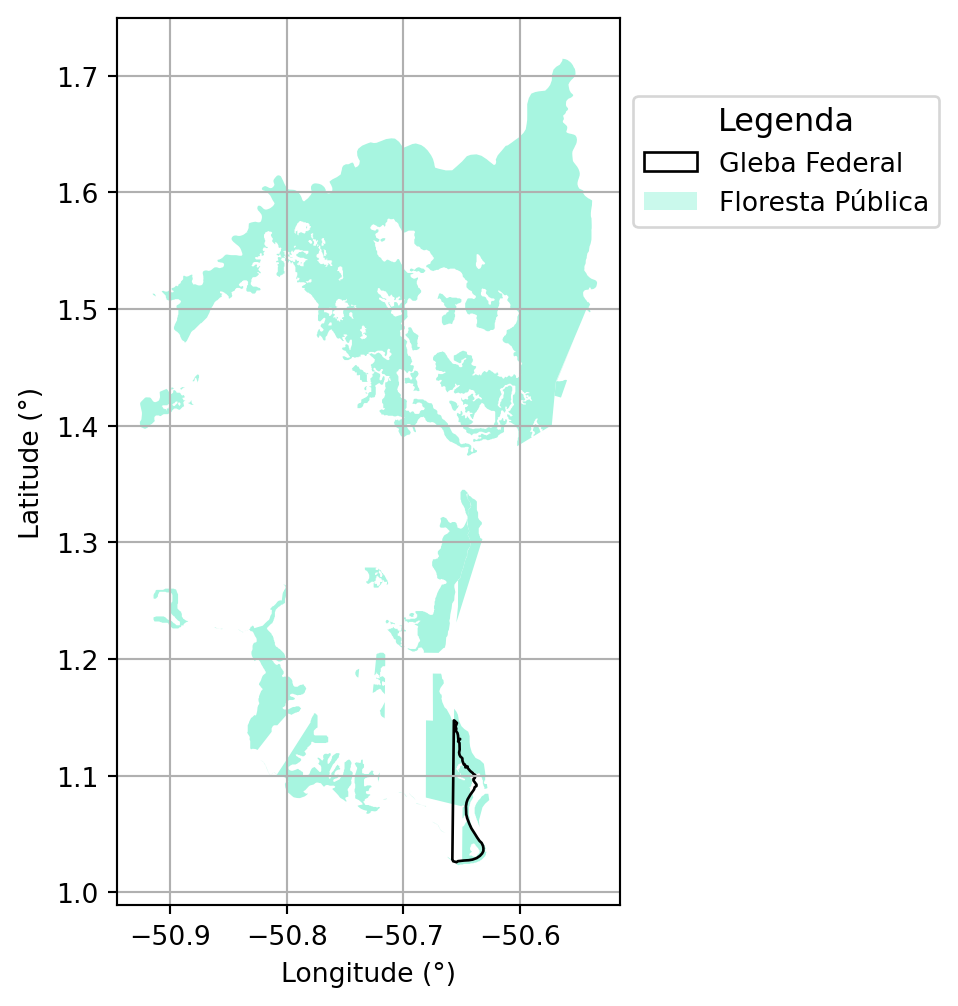 1.7
1.6
1.5
1.4
1.3
1.2
1.1
1.0
Latitude (°)
−50.9 −50.8 −50.7 −50.6
Longitude (°)
Legenda
Gleba Federal
Floresta Pública